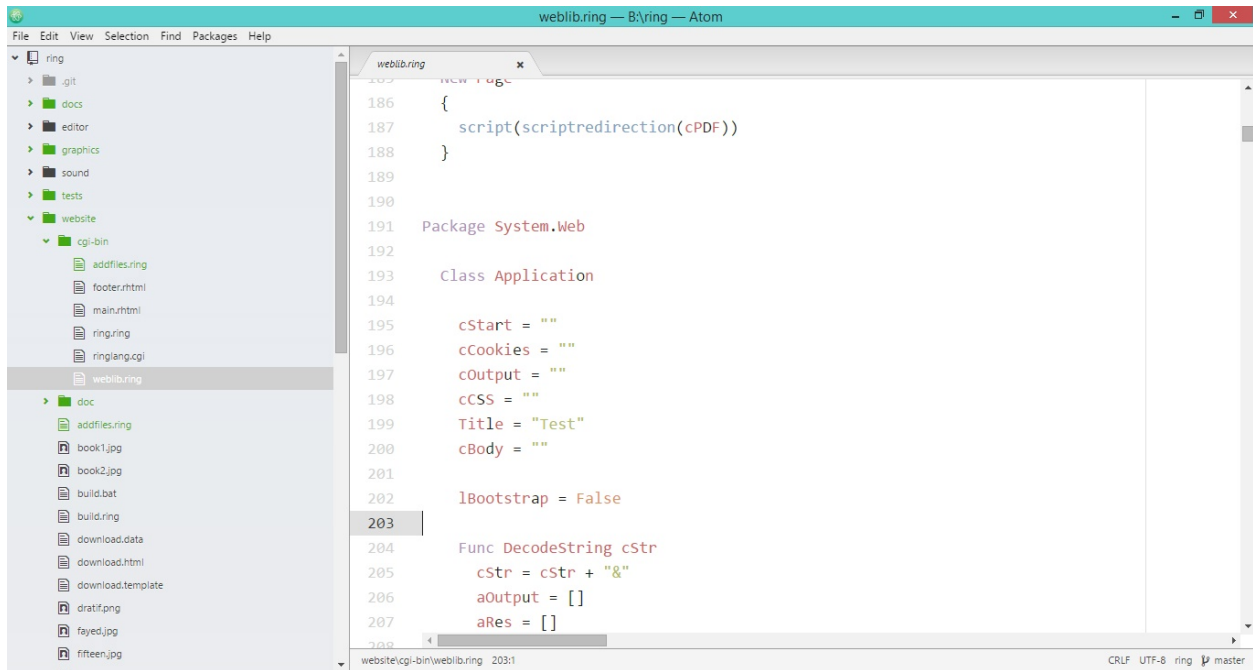 weblib.ring — B:\ring — Atom
File Edit View Selection Find Packages Help
ring
.git
docs
editor
graphics
sound
tests
website
cgi-bin
addfiles.ring
footer.rhtml
main.rhtml
ring.ring
ringlang.cgi
weblib.ring
doc
addfiles.ring
book1.jpg
book2.jpg
build.bat
build.ring
download.data
download.html
download.template
dratif.png
fayed.jpg
fifteen.jpg
weblib.ring
185 New Page
186 {
187 script(scriptredirection(cPDF))
188 }
189
190
191 Package System.Web
192
193 Class Application
194
195 cStart = ""
196 cCookies = ""
197 cOutput = ""
198 cCSS = ""
199 Title = "Test"
200 cBody = ""
201
202 lBootstrap = False
203
204 Func DecodeString cStr
205 cStr = cStr + "&"
206 aOutput = []
207 aRes = []
208
website\cgi-bin\weblib.ring 203:1 CRLF UTF-8 ring master